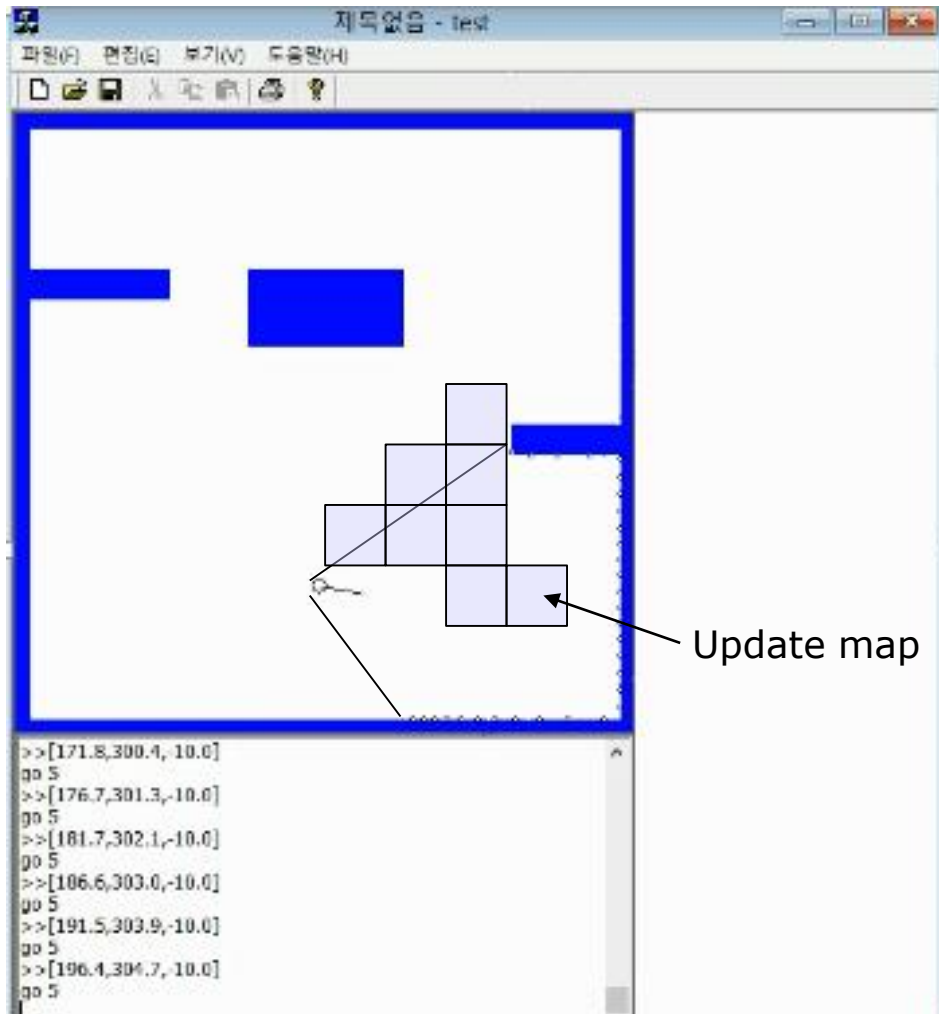 제목없음 - test
파일(F) 편집(E) 보기(V) 도움말(H)
Update map
>>[171.8,300.4,-10.0]
go 5
>>[176.7,301.3,-10.0]
go 5
>>[181.7,302.1,-10.0]
go 5
>>[186.6,303.0,-10.0]
go 5
>>[191.5,303.9,-10.0]
go 5
>>[196.4,304.7,-10.0]
go 5